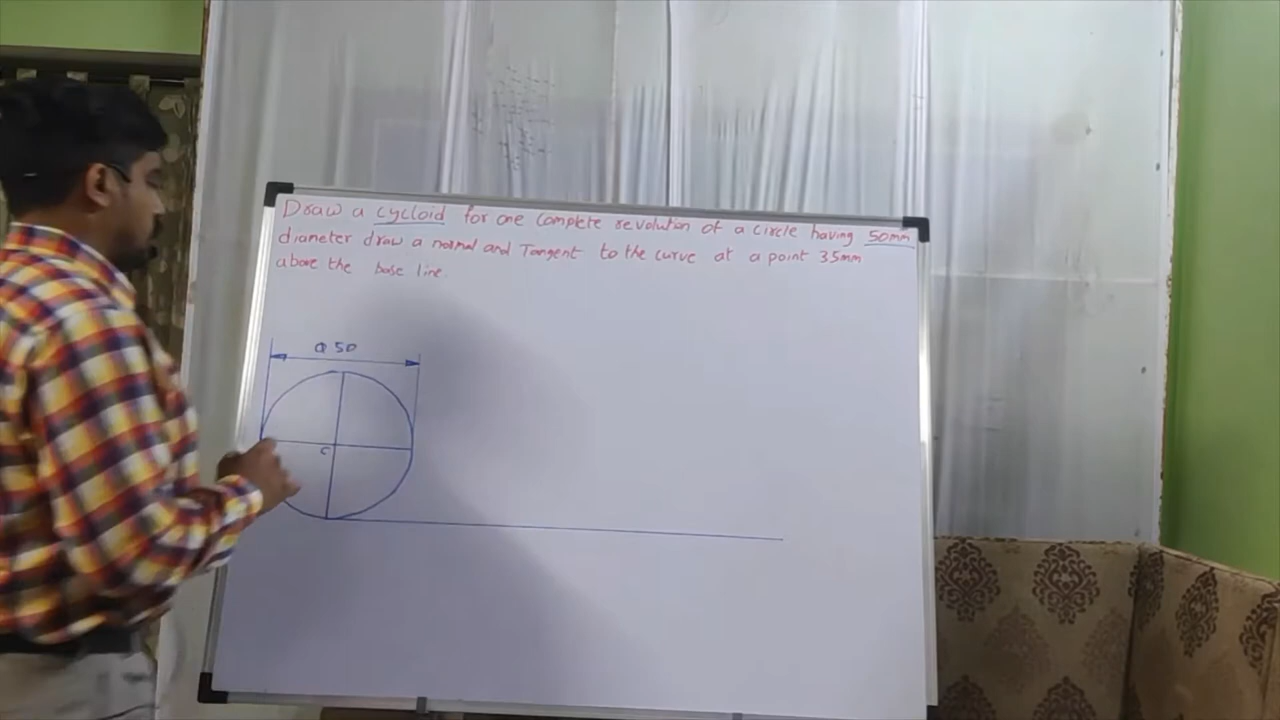 Draw a cycloid for one complete revolution of a circle having 50mm
diameter draw a normal and Tangent to the curve at a point 35mm
above the base line.
Ø 50
C